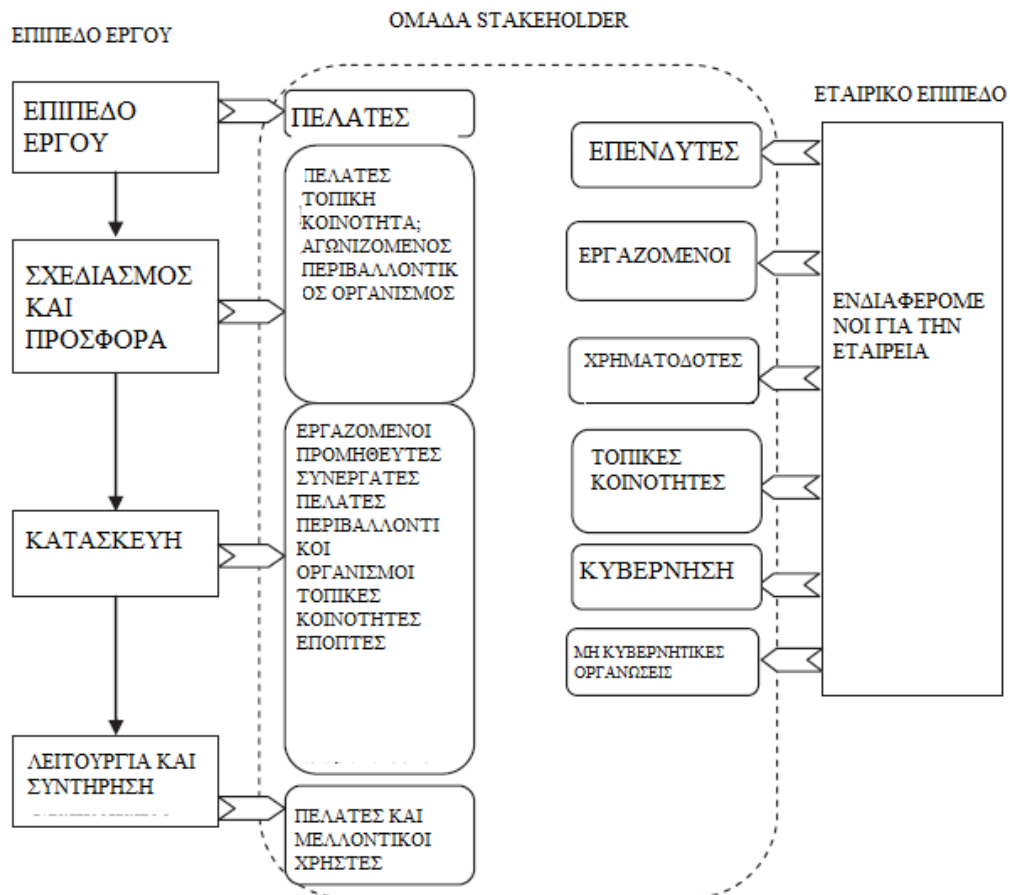 ΟΜΑΔΑ STAKEHOLDER
ΕΠΙΠΕΔΟ ΕΡΓΟΥ
ΕΤΑΙΡΙΚΟ ΕΠΙΠΕΔΟ
ΕΠΙΠΕΔΟ
ΕΡΓΟΥ
ΣΧΕΔΙΑΣΜΟΣ
ΚΑΙ
ΠΡΟΣΦΟΡΑ
ΚΑΤΑΣΚΕΥΗ
ΛΕΙΤΟΥΡΓΙΑ ΚΑΙ
ΣΥΝΤΗΡΗΣΗ
ΠΕΛΑΤΕΣ
ΠΕΛΑΤΕΣ
ΤΟΠΙΚΗ
ΚΟΙΝΟΤΗΤΑ;
ΑΓΩΝΙΖΟΜΕΝΟΣ
ΠΕΡΙΒΑΛΛΟΝΤΙΚ
ΟΣ ΟΡΓΑΝΙΣΜΟΣ
ΕΡΓΑΖΟΜΕΝΟΙ
ΠΡΟΜΗΘΕΥΤΕΣ
ΣΥΝΕΡΓΑΤΕΣ
ΠΕΛΑΤΕΣ
ΠΕΡΙΒΑΛΛΟΝΤΙ
ΚΟΙ
ΟΡΓΑΝΙΣΜΟΙ
ΤΟΠΙΚΕΣ
ΚΟΙΝΟΤΗΤΕΣ
ΕΠΟΠΤΕΣ
ΠΕΛΑΤΕΣ ΚΑΙ
ΜΕΛΛΟΝΤΙΚΟΙ
ΧΡΗΣΤΕΣ
ΕΠΕΝΔΥΤΕΣ
ΕΡΓΑΖΟΜΕΝΟΙ
ΧΡΗΜΑΤΟΔΟΤΕΣ
ΤΟΠΙΚΕΣ
ΚΟΙΝΟΤΗΤΕΣ
ΚΥΒΕΡΝΗΣΗ
ΜΗ ΚΥΒΕΡΝΗΤΙΚΕΣ
ΟΡΓΑΝΩΣΕΙΣ
ΕΝΔΙΑΦΕΡΟΜΕ
ΝΟΙ ΓΙΑ ΤΗΝ
ΕΤΑΙΡΕΙΑ